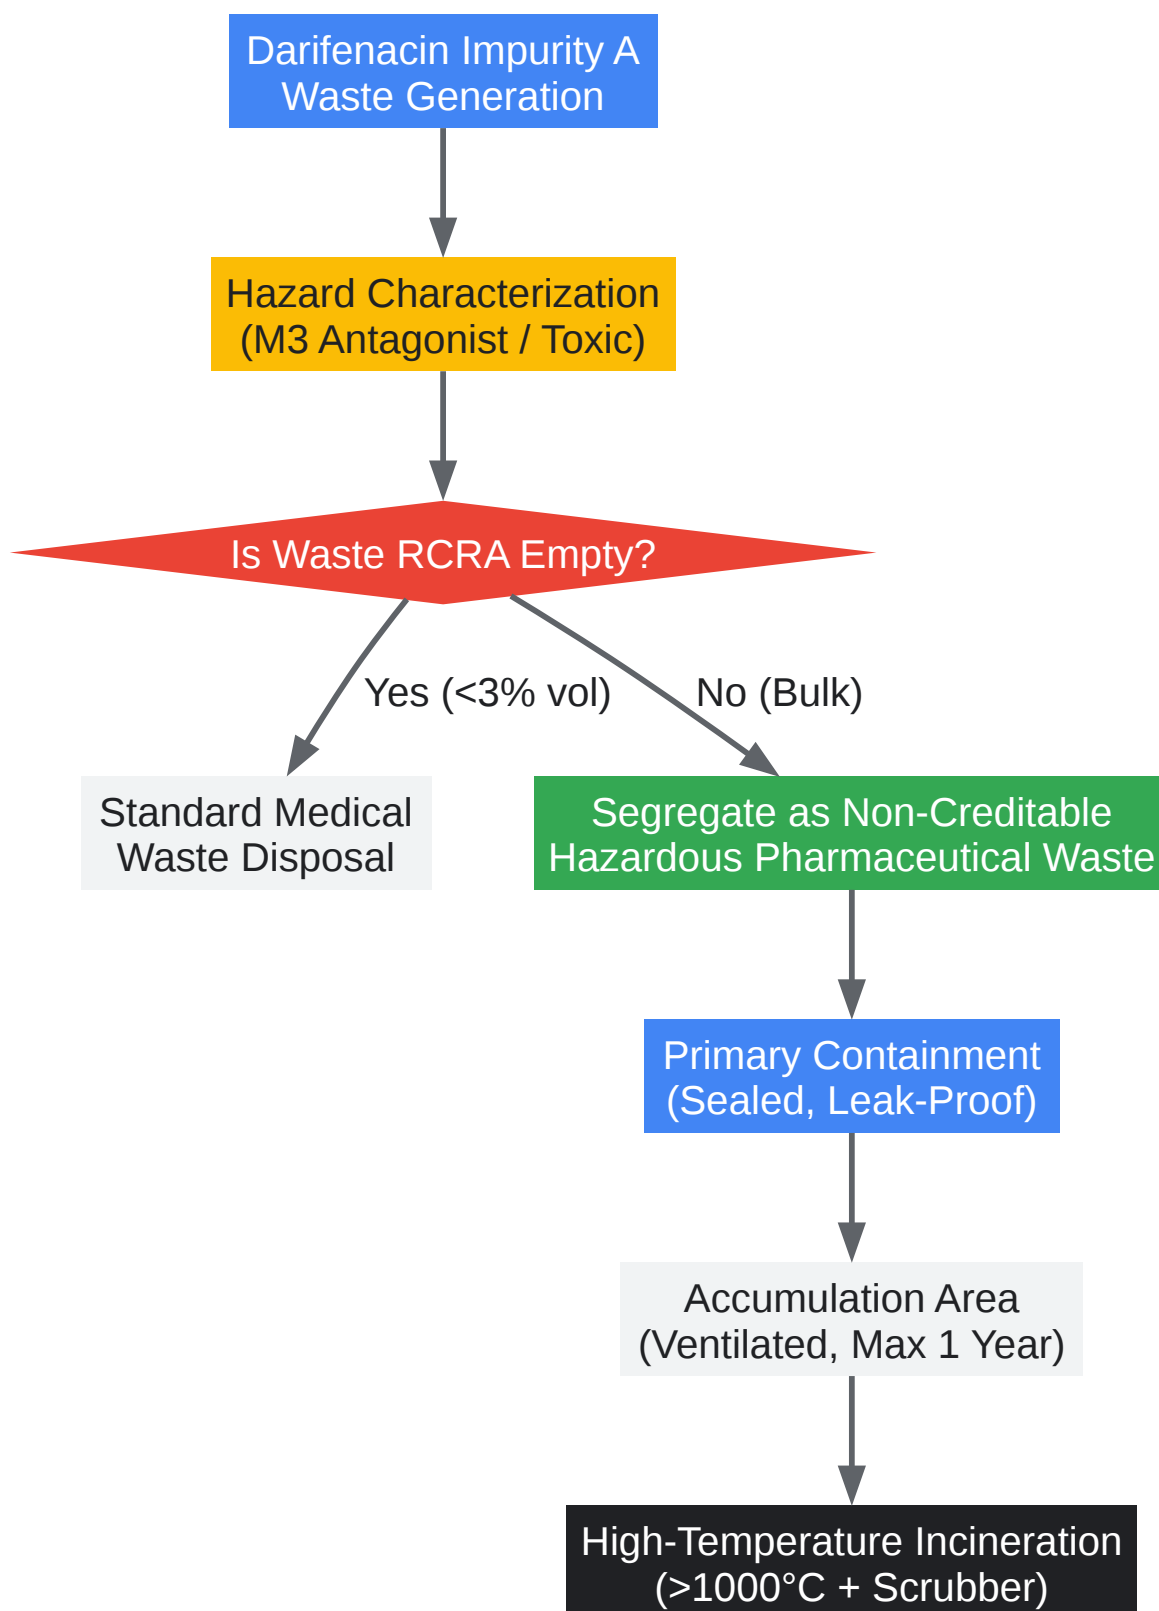 Darifenacin Impurity A
Waste Generation
Hazard Characterization
(M3 Antagonist / Toxic)
Is Waste RCRA Empty?
Yes (<3% vol)
No (Bulk)
Standard Medical
Waste Disposal
Segregate as Non-Creditable
Hazardous Pharmaceutical Waste
Primary Containment
(Sealed, Leak-Proof)
Accumulation Area
(Ventilated, Max 1 Year)
High-Temperature Incineration
(>1000°C + Scrubber)